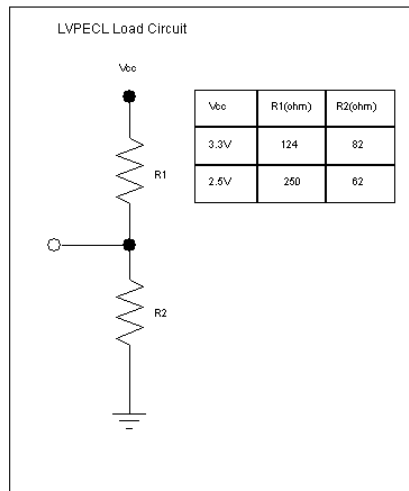 LVPECL Load Circuit
Vcc
R1
R2
Vcc R1(ohm) R2(ohm)
3.3V 124 82
2.5V 250 62